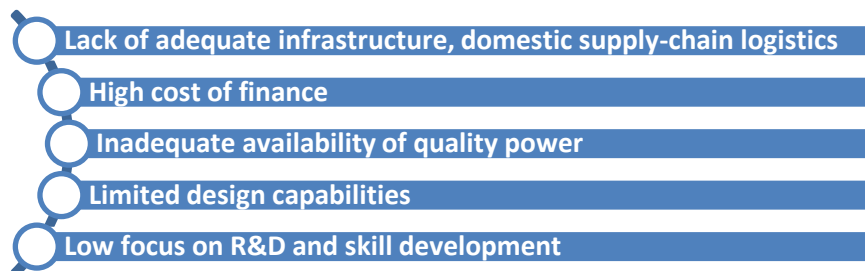 Lack of adequate infrastructure, domestic supply-chain logistics
High cost of finance
Inadequate availability of quality power
Limited design capabilities
Low focus on R&D and skill development